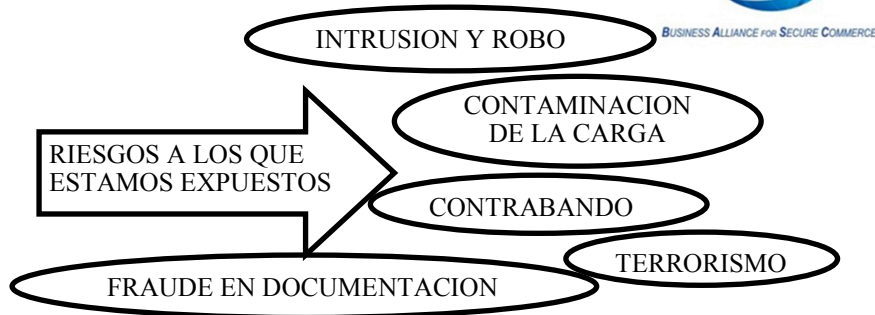 BUSINESS ALLIANCE FOR SECURE COMMERCE
INTRUSION Y ROBO
CONTAMINACION
DE LA CARGA
RIESGOS A LOS QUE
ESTAMOS EXPUESTOS
CONTRABANDO
TERRORISMO
FRAUDE EN DOCUMENTACION